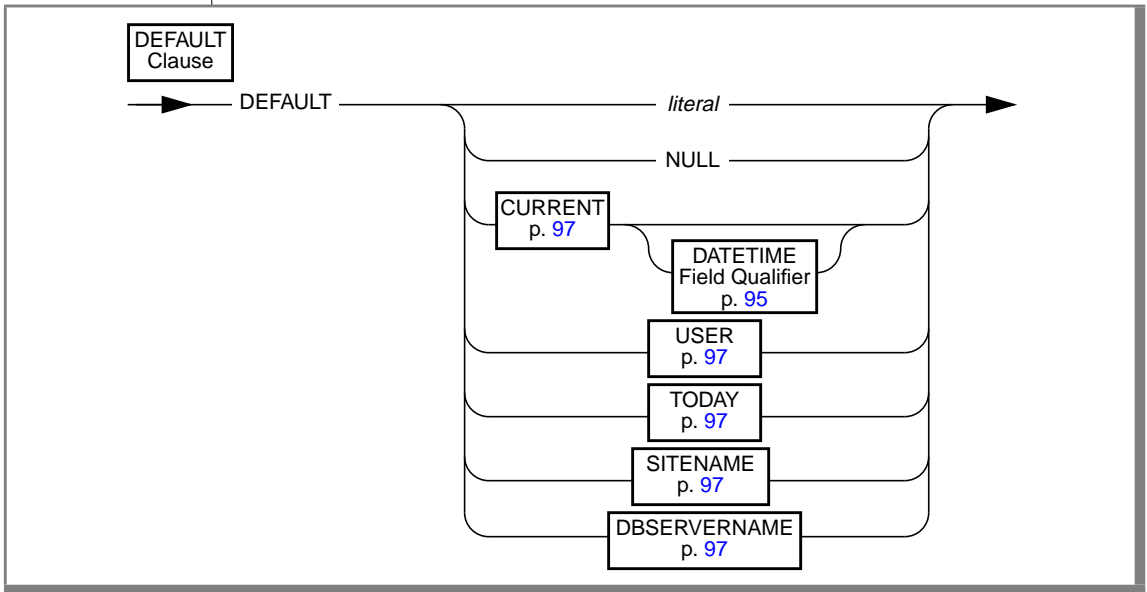 DEFAULT
Clause
DEFAULT
literal
NULL
CURRENT
p. 97
DATETIME
Field Qualifier
p. 95
USER
p. 97
TODAY
p. 97
SITENAME
p. 97
DBSERVERNAME
p. 97